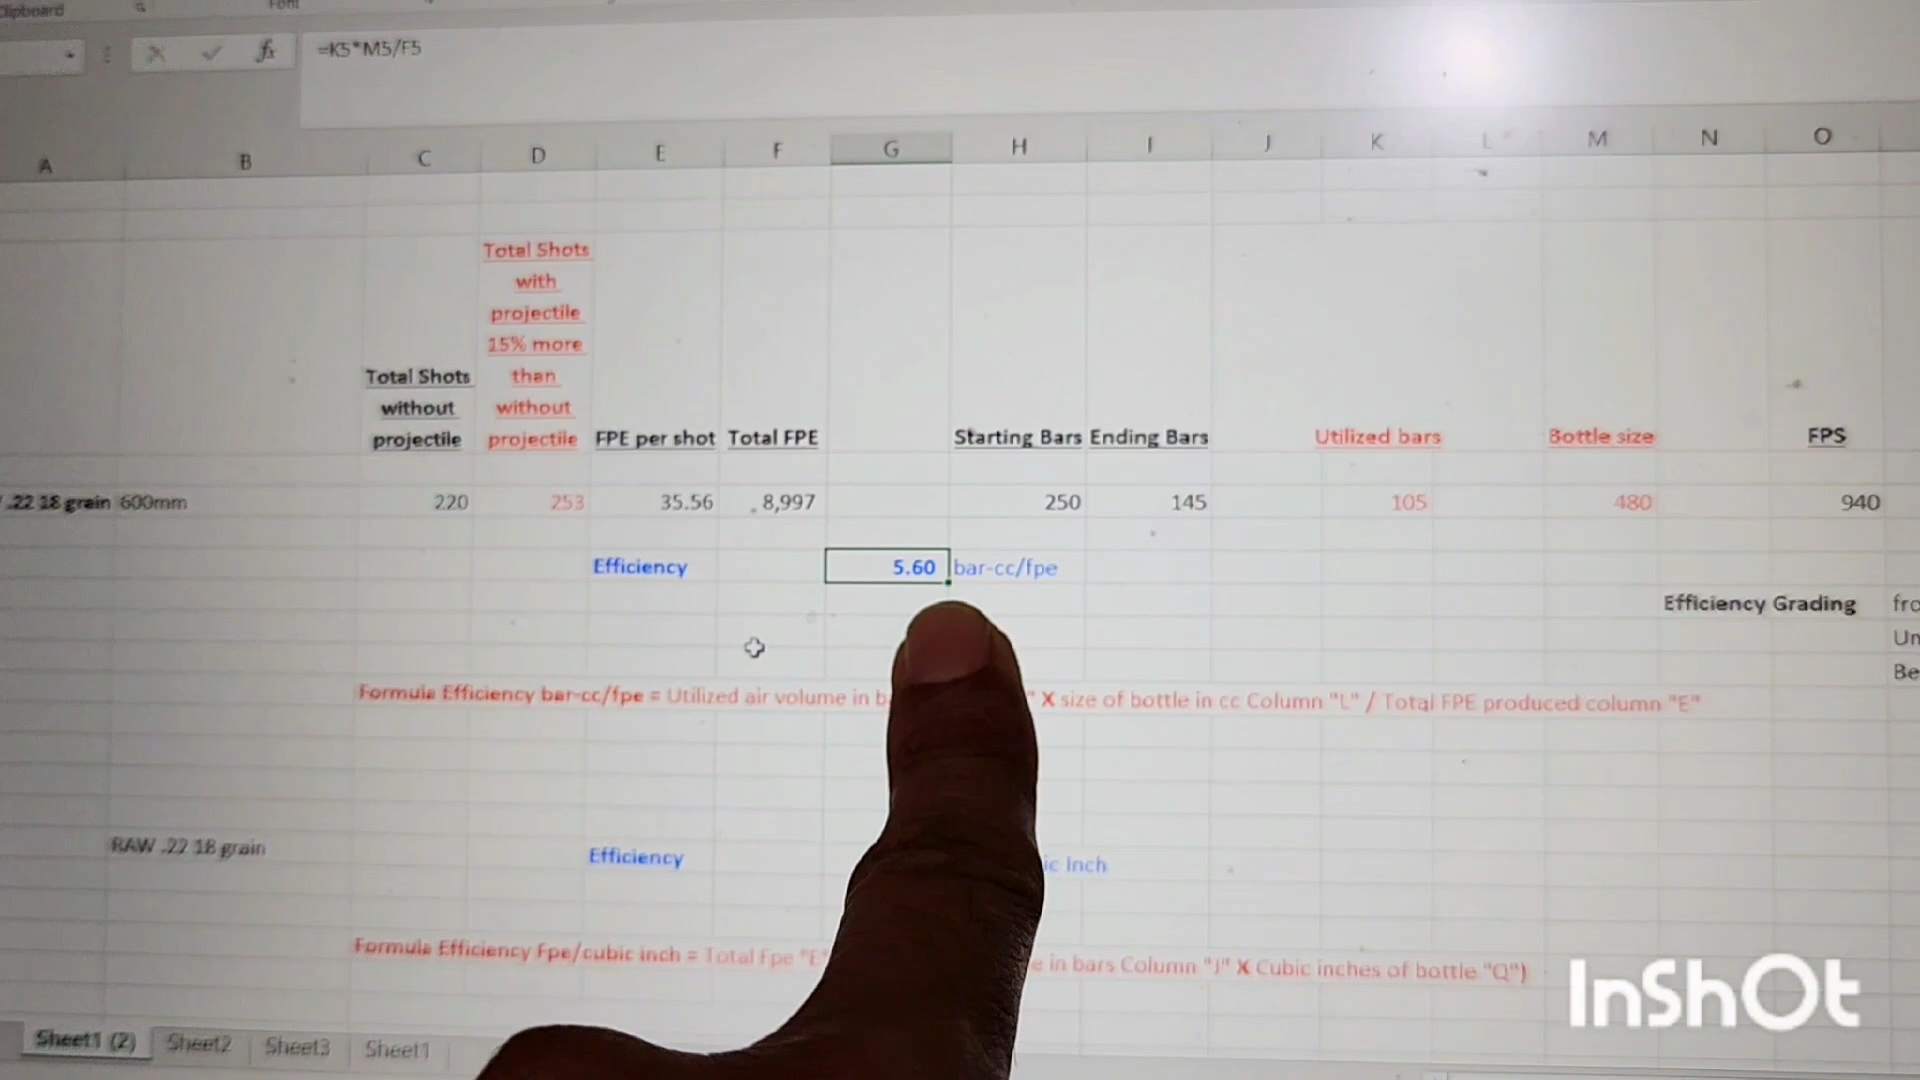 Clipboard
Font
=K5*M5/F5
A B C D E F G H I J K L M N O
Total Shots
with
projectile
15% more
than
without
projectile
Total Shots
without
projectile
FPE per shot
Total FPE
Starting Bars
Ending Bars
Utilized bars
Bottle size
FPS
.22 18 grain 600mm
220
253
35.56
8,997
250
145
105
480
940
Efficiency
5.60
bar-cc/fpe
Efficiency Grading
Formula Efficiency bar-cc/fpe = Utilized air volume in
X size of bottle in cc Column "L" / Total FPE produced column "E"
RAW .22 18 grain
Efficiency
Inch
Formula Efficiency Fpe/cubic inch = Total Fpe "E"
in bars Column "J" X Cubic inches of bottle "Q")
InShOt
Sheet1 (2)
Sheet2
Sheet3
Sheet1